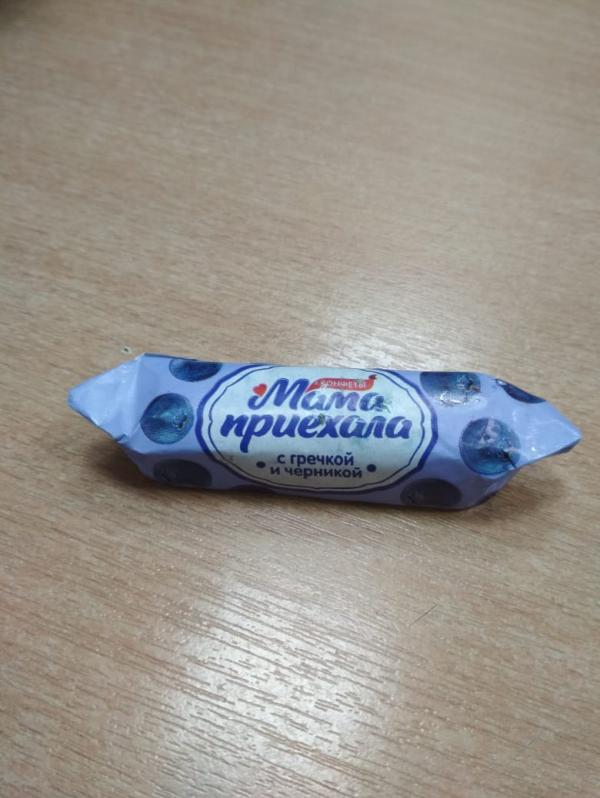 КОНФЕТЫ
Мама
приехала
с гречкой
и черникой